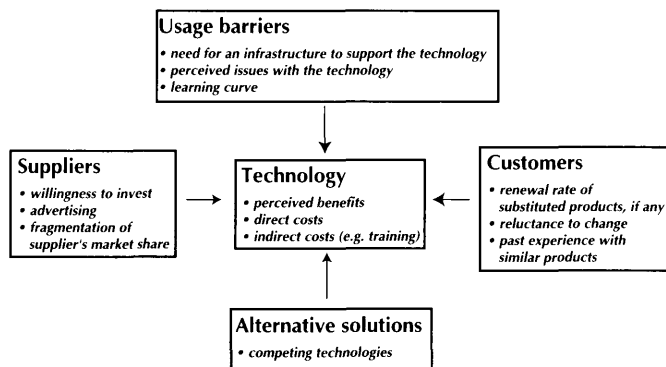 Usage barriers
• need for an infrastructure to support the technology
• perceived issues with the technology
• learning curve
Suppliers
• willingness to invest
• advertising
• fragmentation of
supplier's market share
Technology
• perceived benefits
• direct costs
• indirect costs (e.g. training)
Customers
• renewal rate of
substituted products, if any
• reluctance to change
• past experience with
similar products
Alternative solutions
• competing technologies